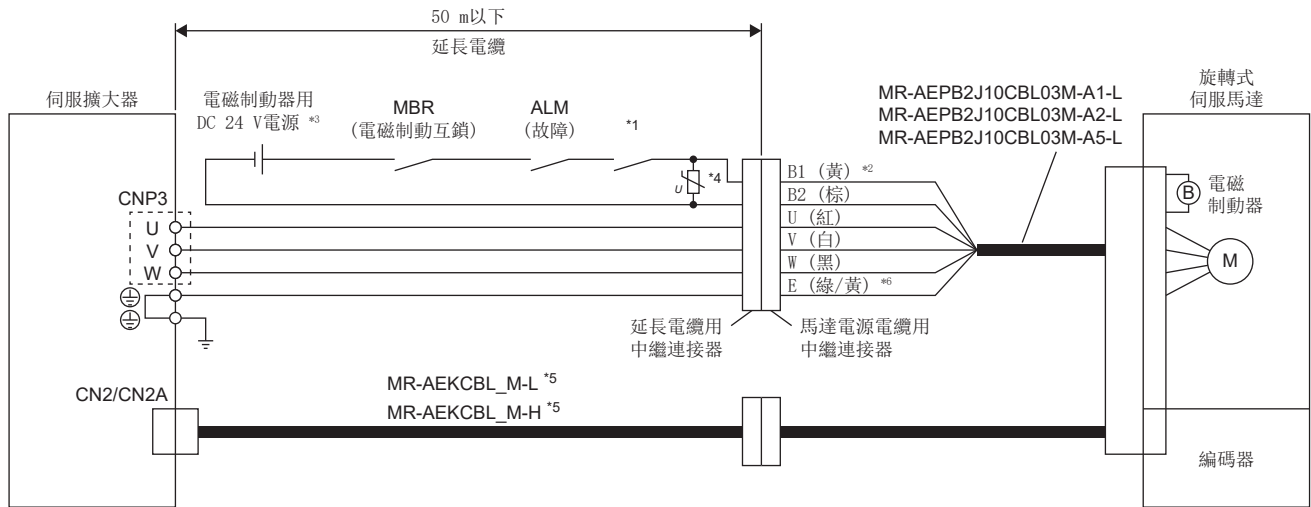 50 m以下
延長電纜
伺服擴大器
電磁制動器用
DC 24 V電源 *3
MBR
(電磁制動互鎖)
ALM
(故障)
*1
U
*4
MR-AEPB2J10CBL03M-A1-L
MR-AEPB2J10CBL03M-A2-L
MR-AEPB2J10CBL03M-A5-L
旋轉式
伺服馬達
CNP3
U
V
W
B1 (黃) *2
B2 (棕)
U (紅)
V (白)
W (黑)
E (綠/黃) *6
B
電磁
制動器
M
延長電纜用
中繼連接器
馬達電源電纜用
中繼連接器
CN2/CN2A
MR-AEKCBL_M-L *5
MR-AEKCBL_M-H *5
編碼器